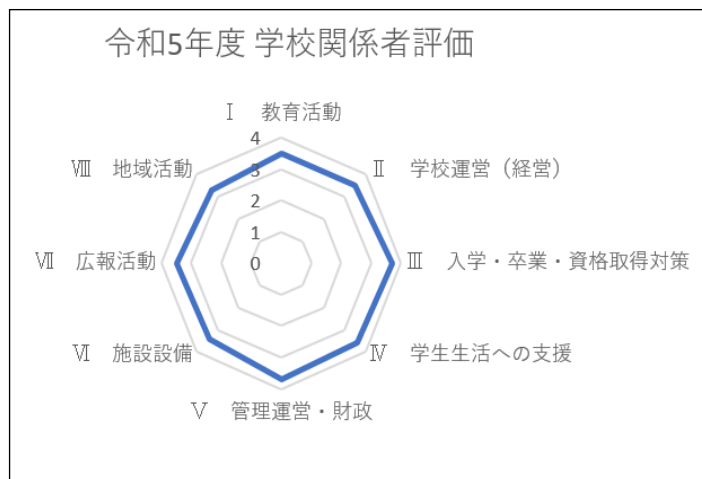 令和5年度 学校関係者評価
Ⅰ 教育活動
Ⅱ 学校運営（経営）
Ⅲ 入学・卒業・資格取得対策
Ⅳ 学生生活への支援
Ⅴ 管理運営・財政
Ⅵ 施設設備
Ⅶ 広報活動
Ⅷ 地域活動
4
3
2
1
0